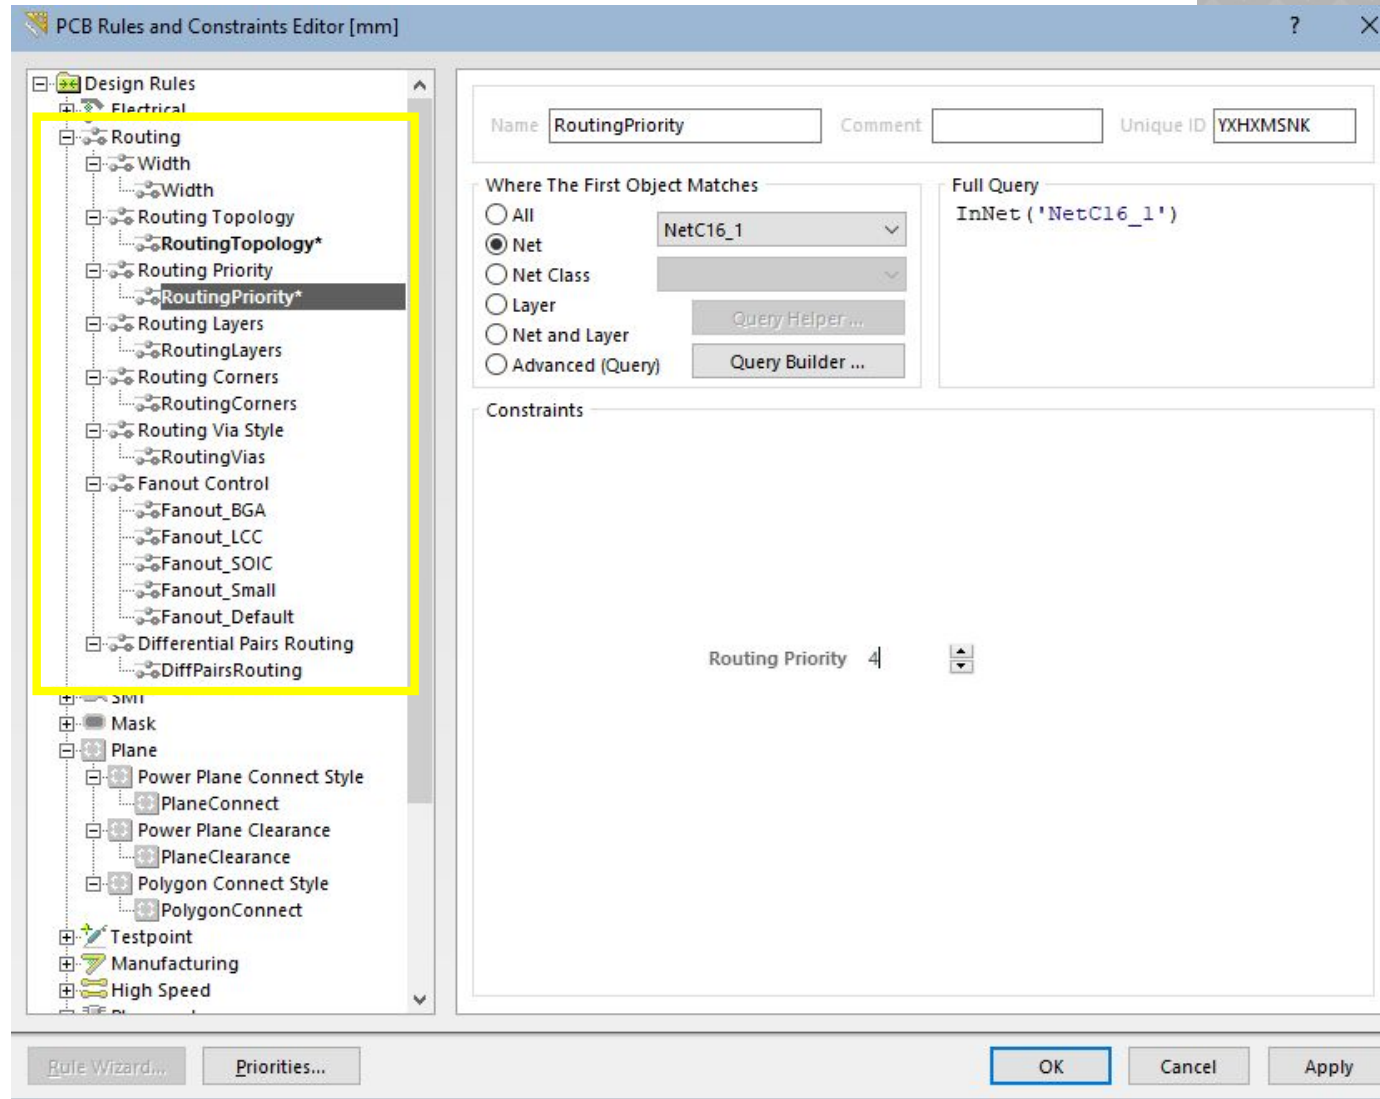 PCB Rules and Constraints Editor [mm]
?
Design Rules
Electrical
Routing
Width
Width
Routing Topology
RoutingTopology*
Routing Priority
RoutingPriority*
Routing Layers
RoutingLayers
Routing Corners
RoutingCorners
Routing Via Style
RoutingVias
Fanout Control
Fanout_BGA
Fanout_LCC
Fanout_SOIC
Fanout_Small
Fanout_Default
Differential Pairs Routing
DiffPairsRouting
SMT
Mask
Plane
Power Plane Connect Style
PlaneConnect
Power Plane Clearance
PlaneClearance
Polygon Connect Style
PolygonConnect
Testpoint
Manufacturing
High Speed
Name RoutingPriority Comment Unique ID YXHXMSNK
Where The First Object Matches
All
Net
Net Class
Layer
Net and Layer
Advanced (Query)
NetC16_1
Query Helper ...
Query Builder ...
Full Query
InNet('NetC16_1')
Constraints
Routing Priority 4
Rule Wizard... Priorities... OK Cancel Apply